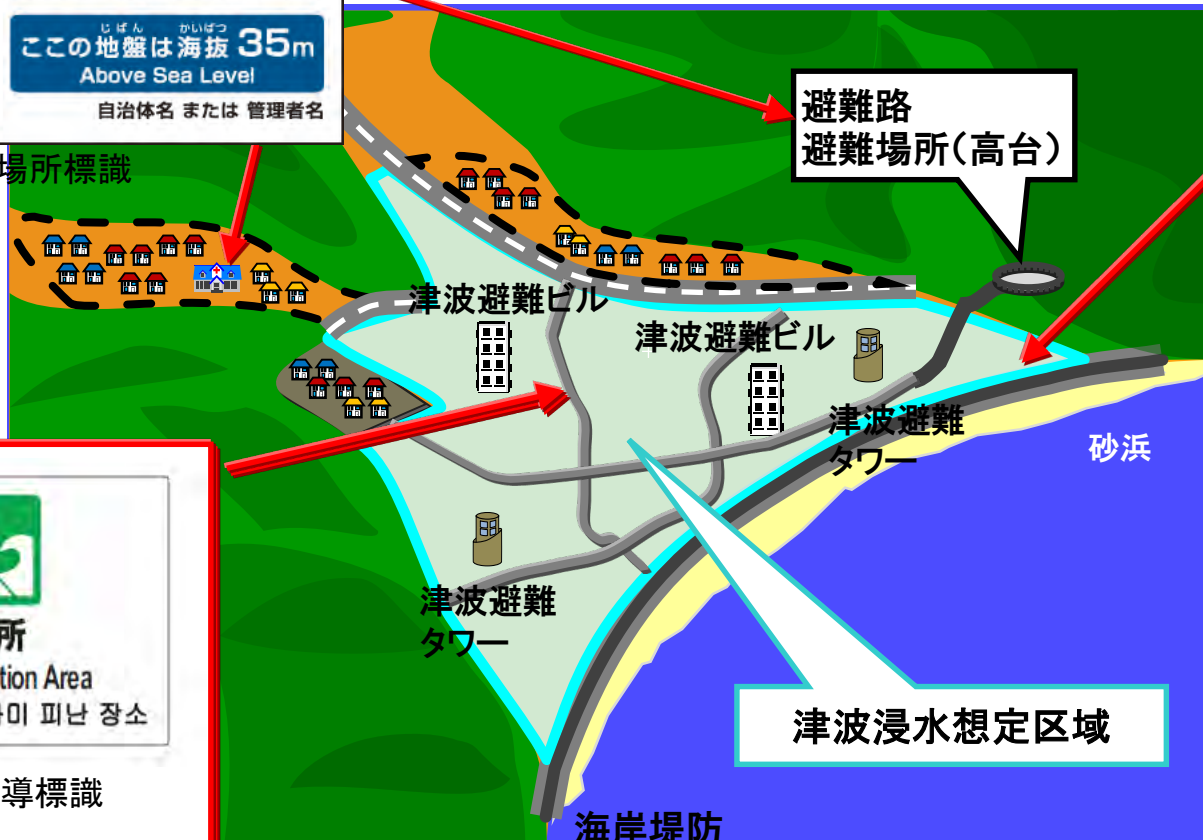 じばん かいばつ
ここの地盤は海抜 35m
Above Sea Level
自治体名 または 管理者名
場所標識
避難路
避難場所(高台)
津波避難ビル
津波避難ビル
津波避難
タワー
砂浜
津波避難
タワー
所
tion Area
미 피난 장소
導標識
津波浸水想定区域
海岸堤防